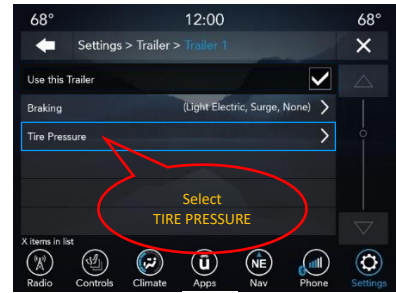 68° 12:00 68°
Settings > Trailer > Trailer 1
Use this Trailer
Braking (Light Electric, Surge, None)
Tire Pressure
Select
TIRE PRESSURE
X items in list
ū NE
Radio Controls Climate Apps Nav Phone Settings